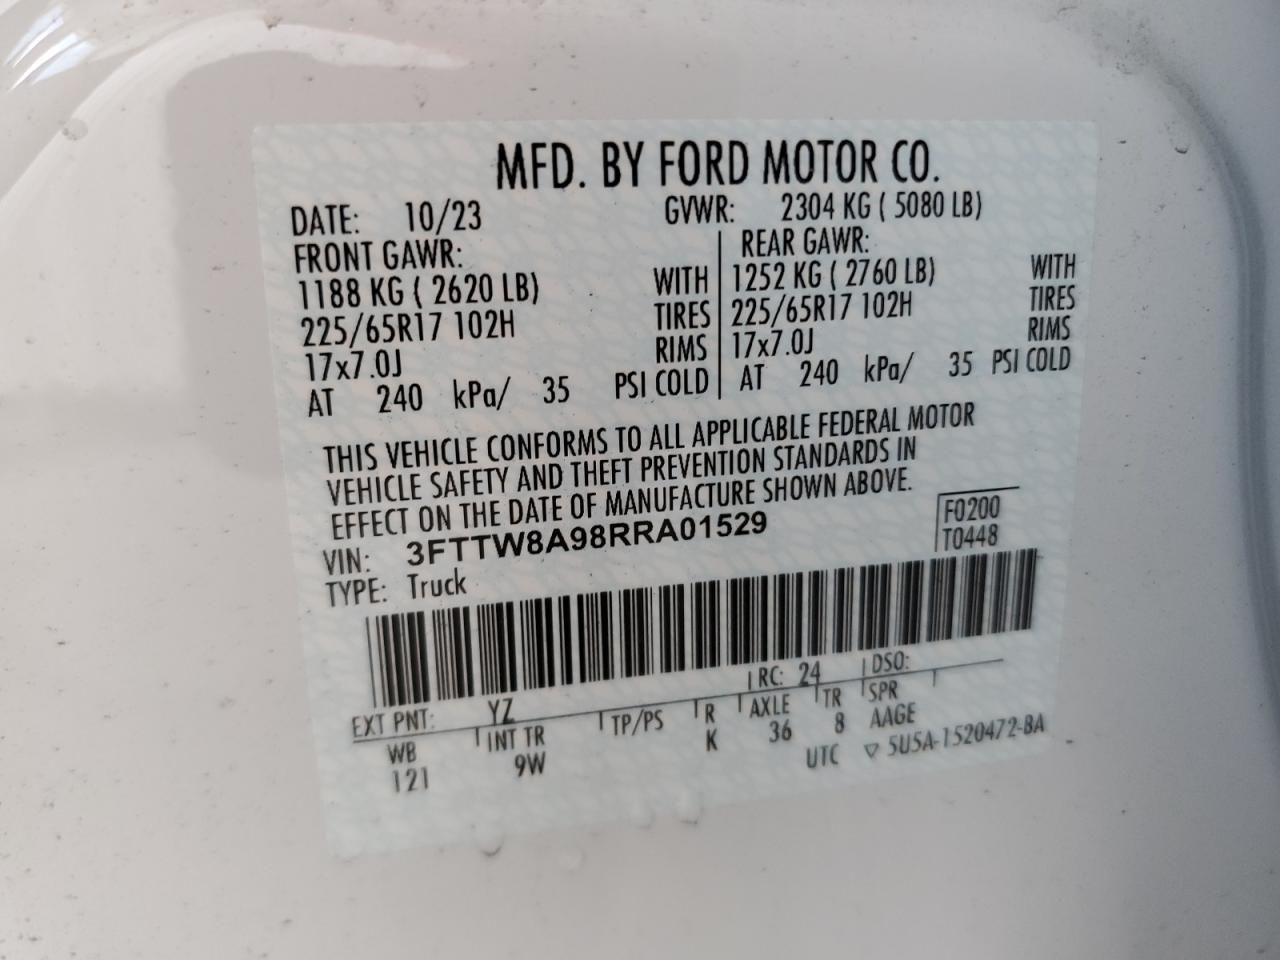 MFD. BY FORD MOTOR CO.
DATE: 10/23 GVWR: 2304 KG ( 5080 LB)
FRONT GAWR: REAR GAWR:
1188 KG ( 2620 LB) WITH 1252 KG ( 2760 LB) WITH
225/65R17 102H TIRES 225/65R17 102H TIRES
17x7.0J RIMS 17x7.0J RIMS
AT 240 kPa/ 35 PSI COLD AT 240 kPa/ 35 PSI COLD
THIS VEHICLE CONFORMS TO ALL APPLICABLE FEDERAL MOTOR
VEHICLE SAFETY AND THEFT PREVENTION STANDARDS IN
EFFECT ON THE DATE OF MANUFACTURE SHOWN ABOVE.
VIN: 3FTTW8A98RRA01529 F0200
TYPE: Truck T0448
EXT PNT: YZ RC: 24 DSO:
WB INT TR TP/PS R AXLE TR SPR
121 9W K 36 8 AAGE
UTC ▽ 5U5A-1520472-BA